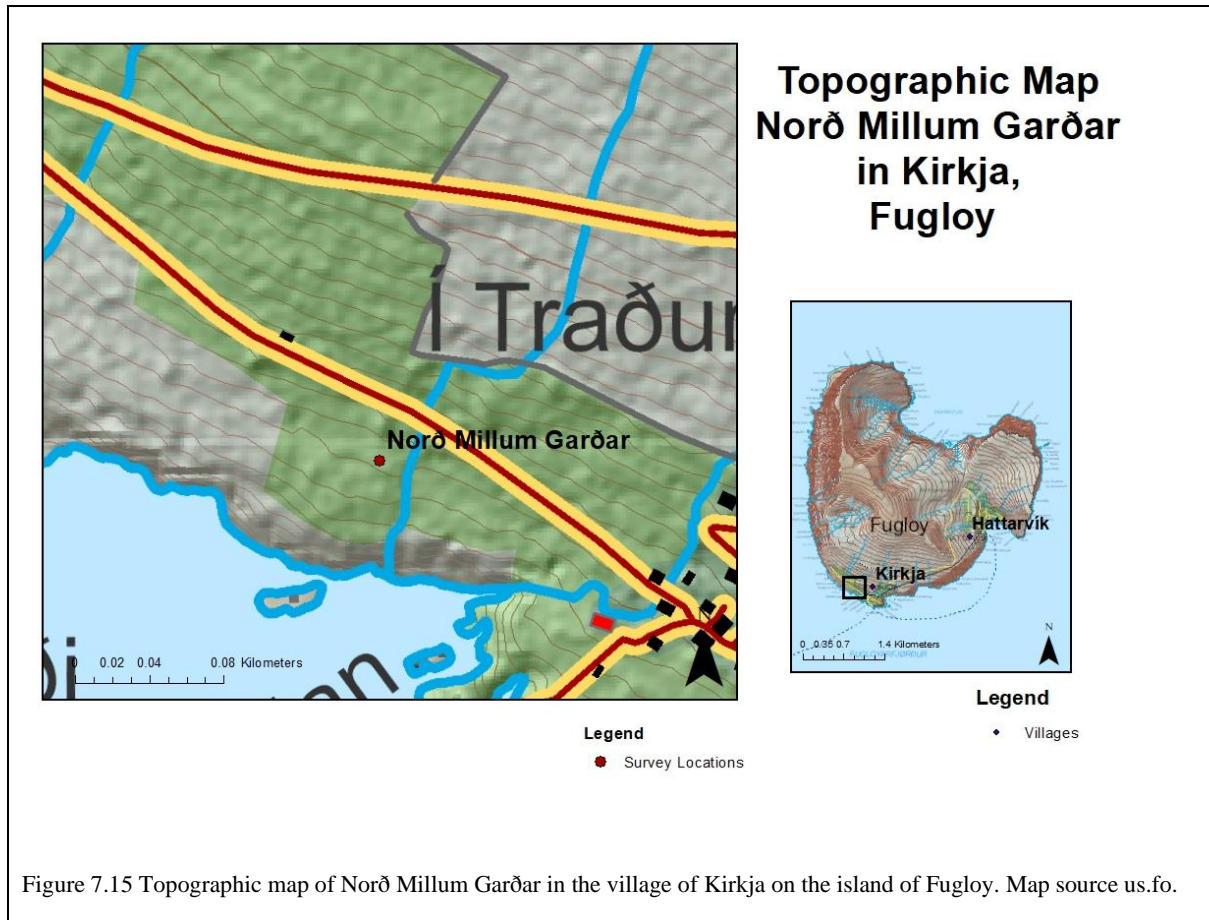 Topographic Map
Norð Millum Garðar
in Kirkja,
Fugloy
Í Traður
Norð Millum Garðar
0 0.02 0.04 0.08 Kilometers
Legend
Survey Locations
Fugloy
Hattarvík
Kirkja
0 0.35 0.7 1.4 Kilometers
N
Legend
Villages
Figure 7.15 Topographic map of Norð Millum Garðar in the village of Kirkja on the island of Fugloy. Map source us.fo.